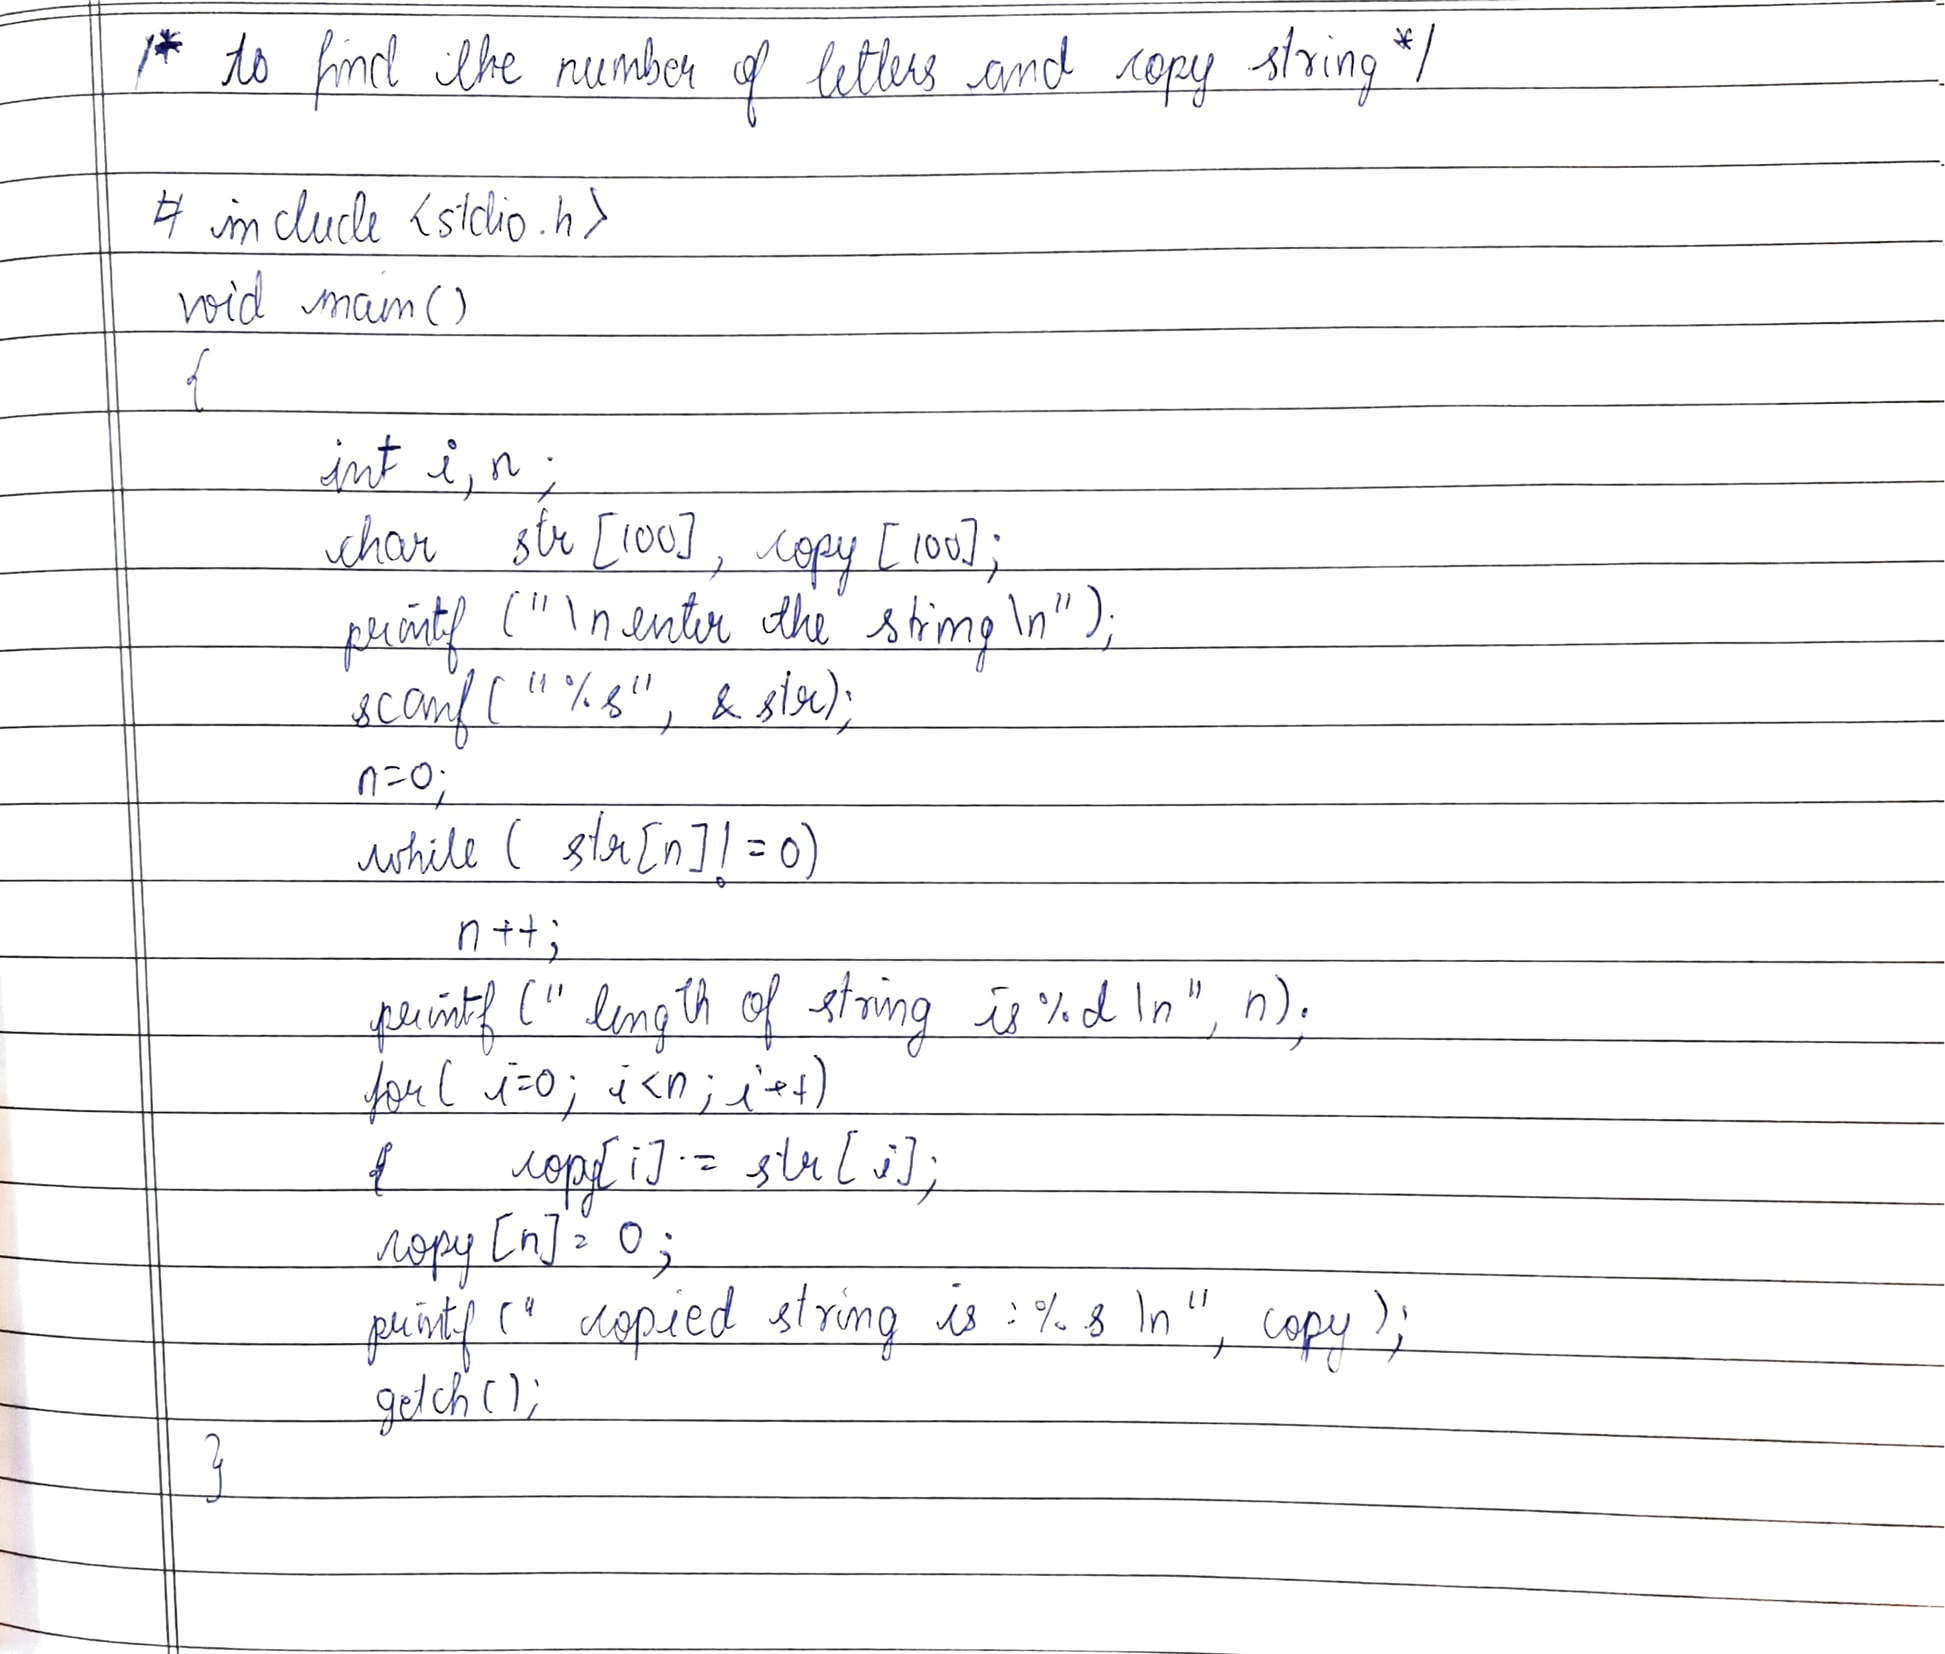 /* to find the number of letters and copy string */
# include <stdio.h>
void main()
{
int i, n;
char str [100], copy [100];
printf ("\n enter the string \n");
scanf ("%s", & str);
n=0;
while ( str[n] != 0)
n++;
printf (" length of string is %d \n", n);
for( i=0; i<n; i++)
copy[i] = str[i];
copy [n] = 0;
printf (" copied string is : %s \n", copy );
getch();
}